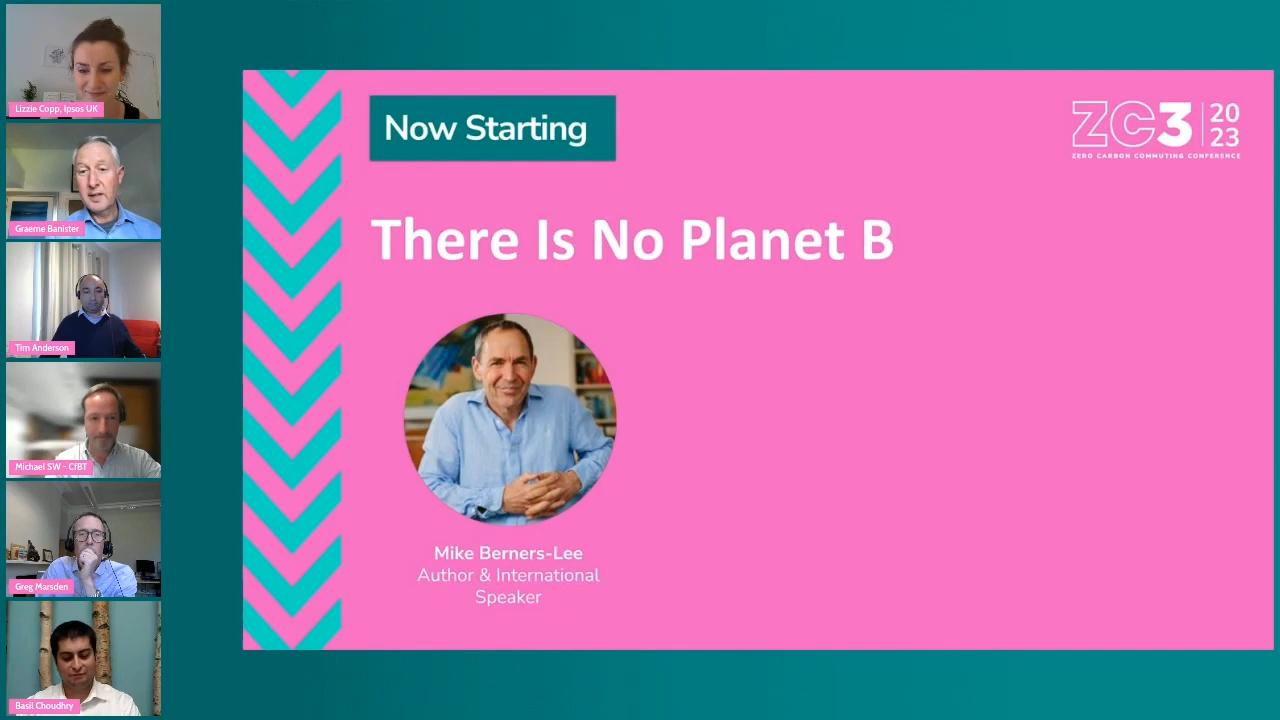 Lizzie Copp, Ipsos UK
Graeme Banister
Tim Anderson
Michael SW - CfBT
Greg Marsden
Basil Choudhry
Now Starting
ZC3 20
23
ZERO CARBON COMMUTING CONFERENCE
There Is No Planet B
Mike Berners-Lee
Author & International
Speaker